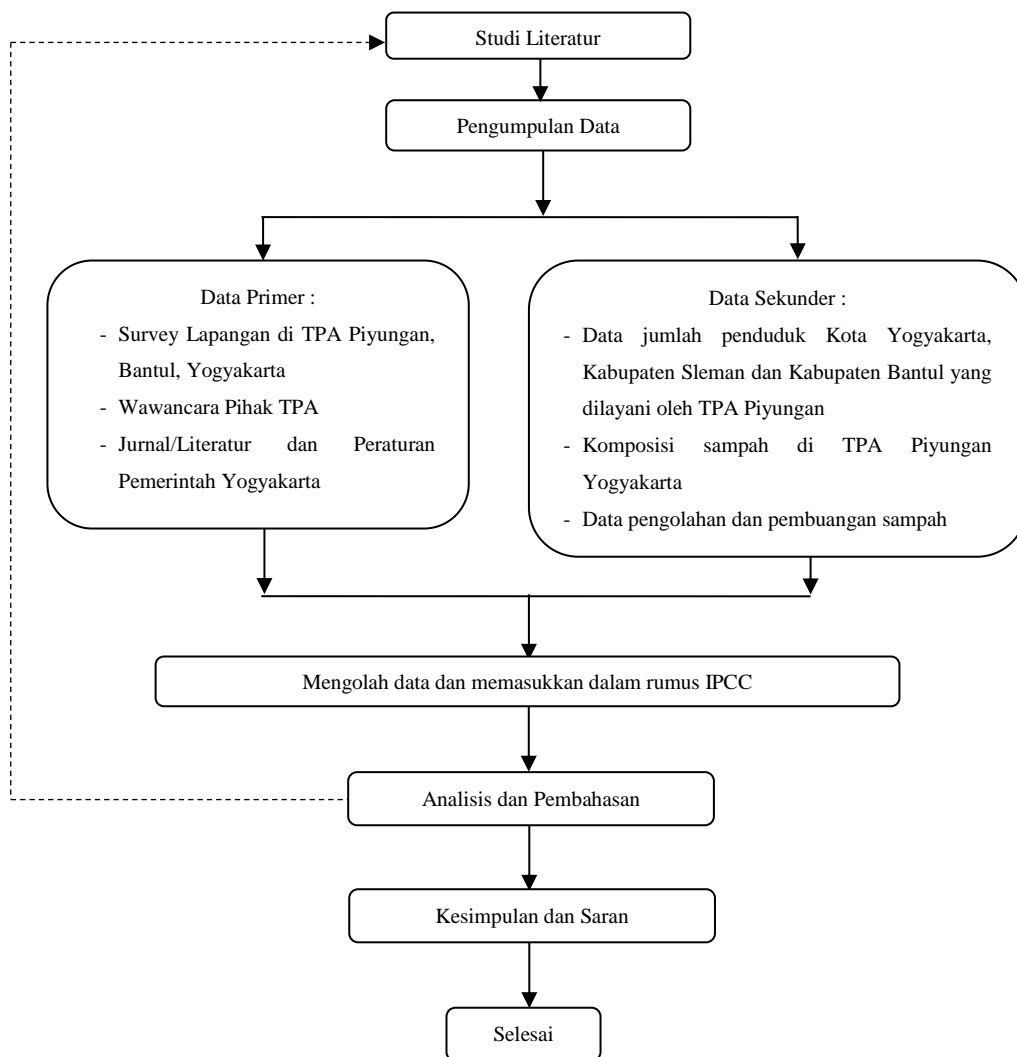 Studi Literatur
Pengumpulan Data
Data Primer :
- Survey Lapangan di TPA Piyungan,
Bantul, Yogyakarta
- Wawancara Pihak TPA
- Jurnal/Literatur dan Peraturan
Pemerintah Yogyakarta
Data Sekunder :
- Data jumlah penduduk Kota Yogyakarta,
Kabupaten Sleman dan Kabupaten Bantul yang
dilayani oleh TPA Piyungan
- Komposisi sampah di TPA Piyungan
Yogyakarta
- Data pengolahan dan pembuangan sampah
Mengolah data dan memasukkan dalam rumus IPCC
Analisis dan Pembahasan
Kesimpulan dan Saran
Selesai